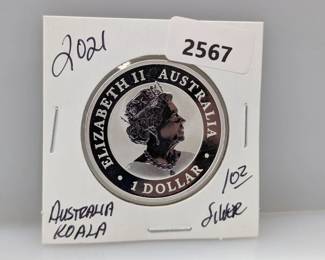 2021
2567
ELIZABETH II AUSTRALIA
• 1 DOLLAR •
AUSTRALIA
KOALA
1oz
Silver